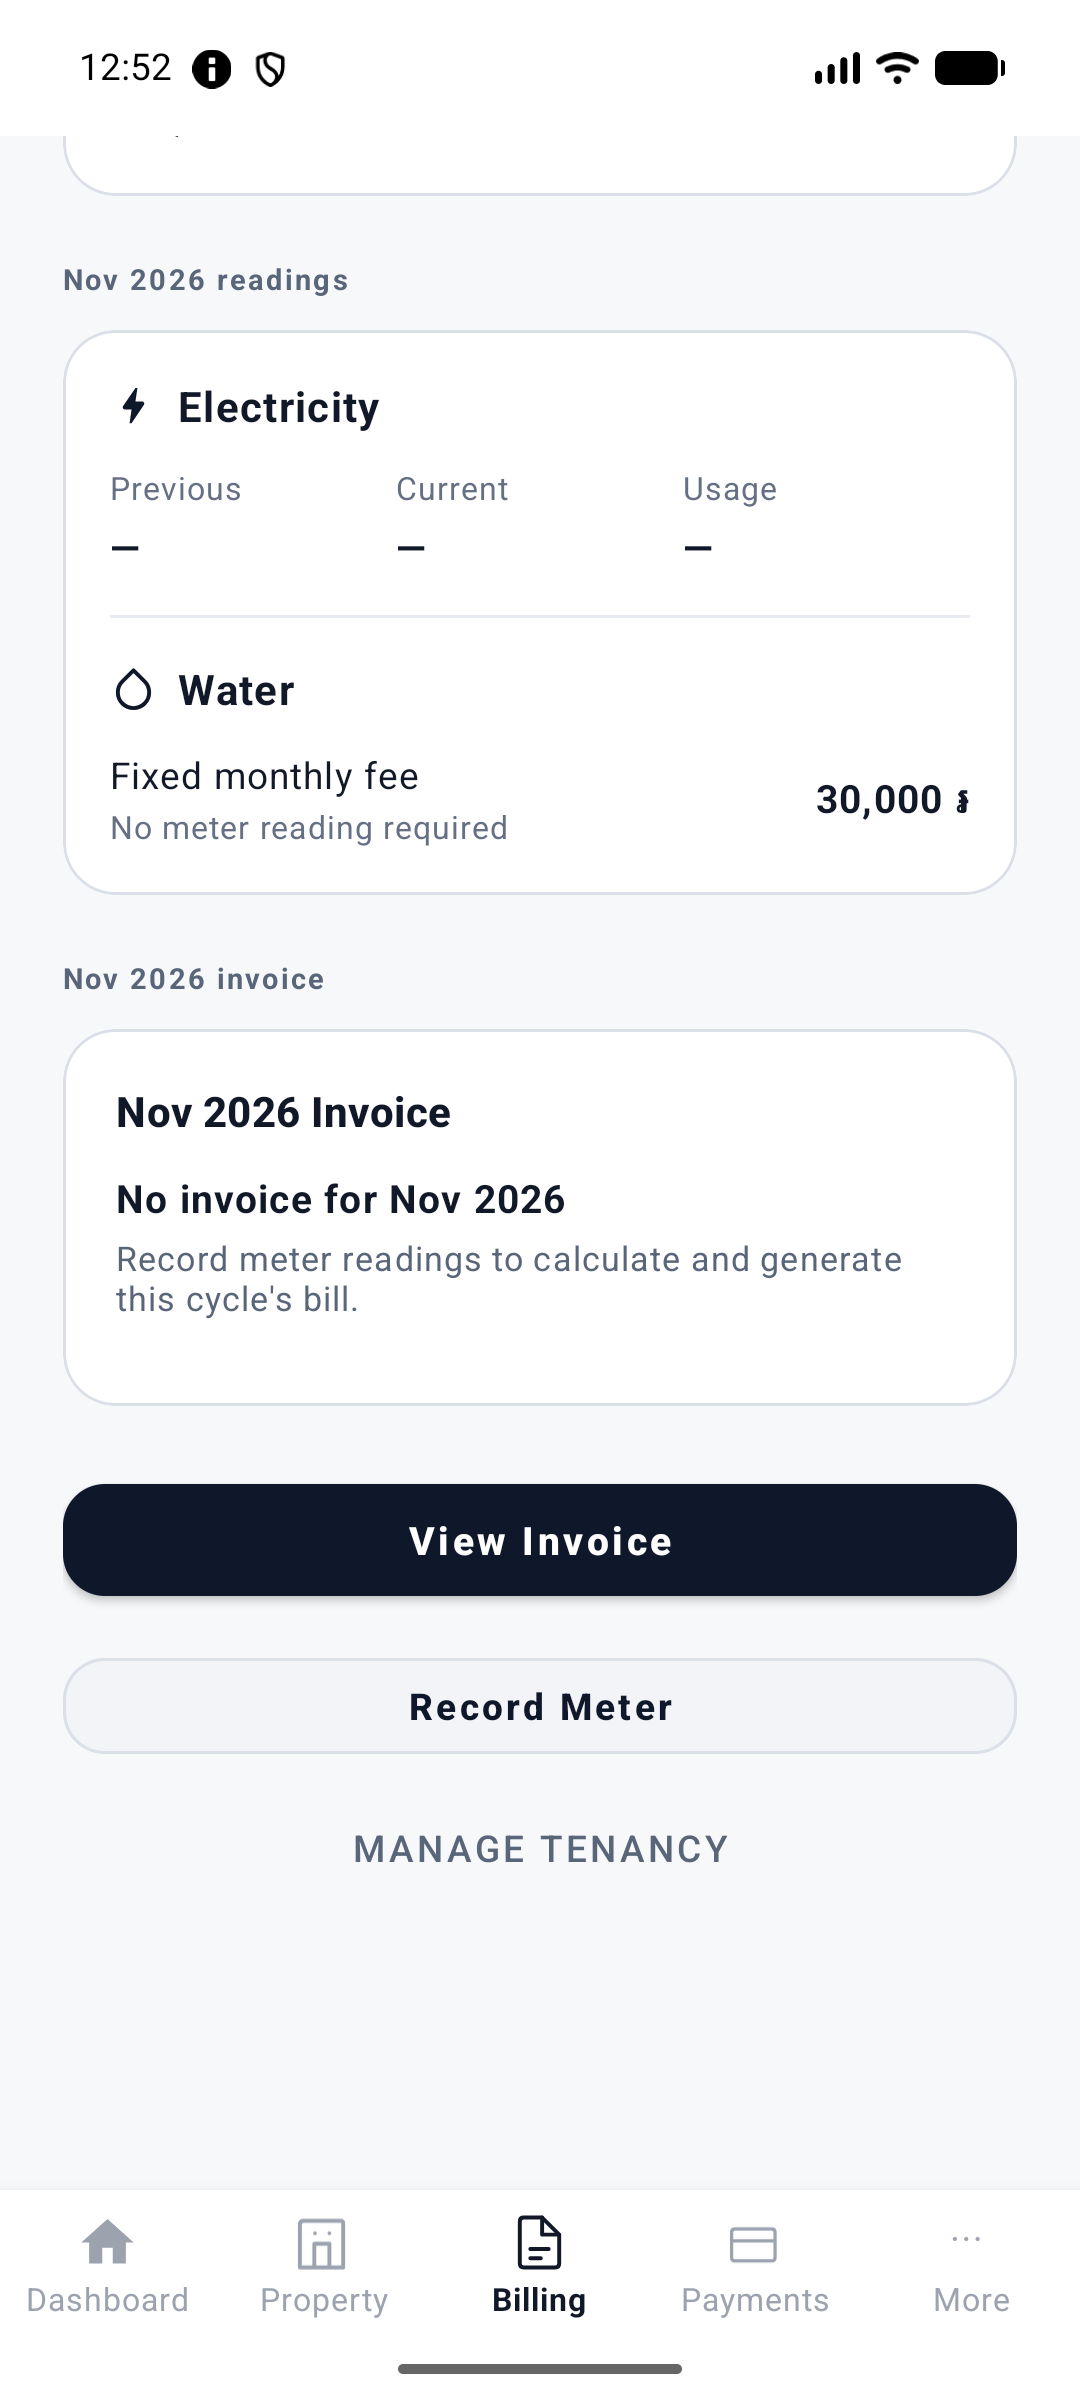 12:52
Nov 2026 readings
Electricity
Previous Current Usage
— — —
Water
Fixed monthly fee
No meter reading required
30,000 ៛
Nov 2026 invoice
Nov 2026 Invoice
No invoice for Nov 2026
Record meter readings to calculate and generate
this cycle's bill.
View Invoice
Record Meter
MANAGE TENANCY
Dashboard Property Billing Payments More